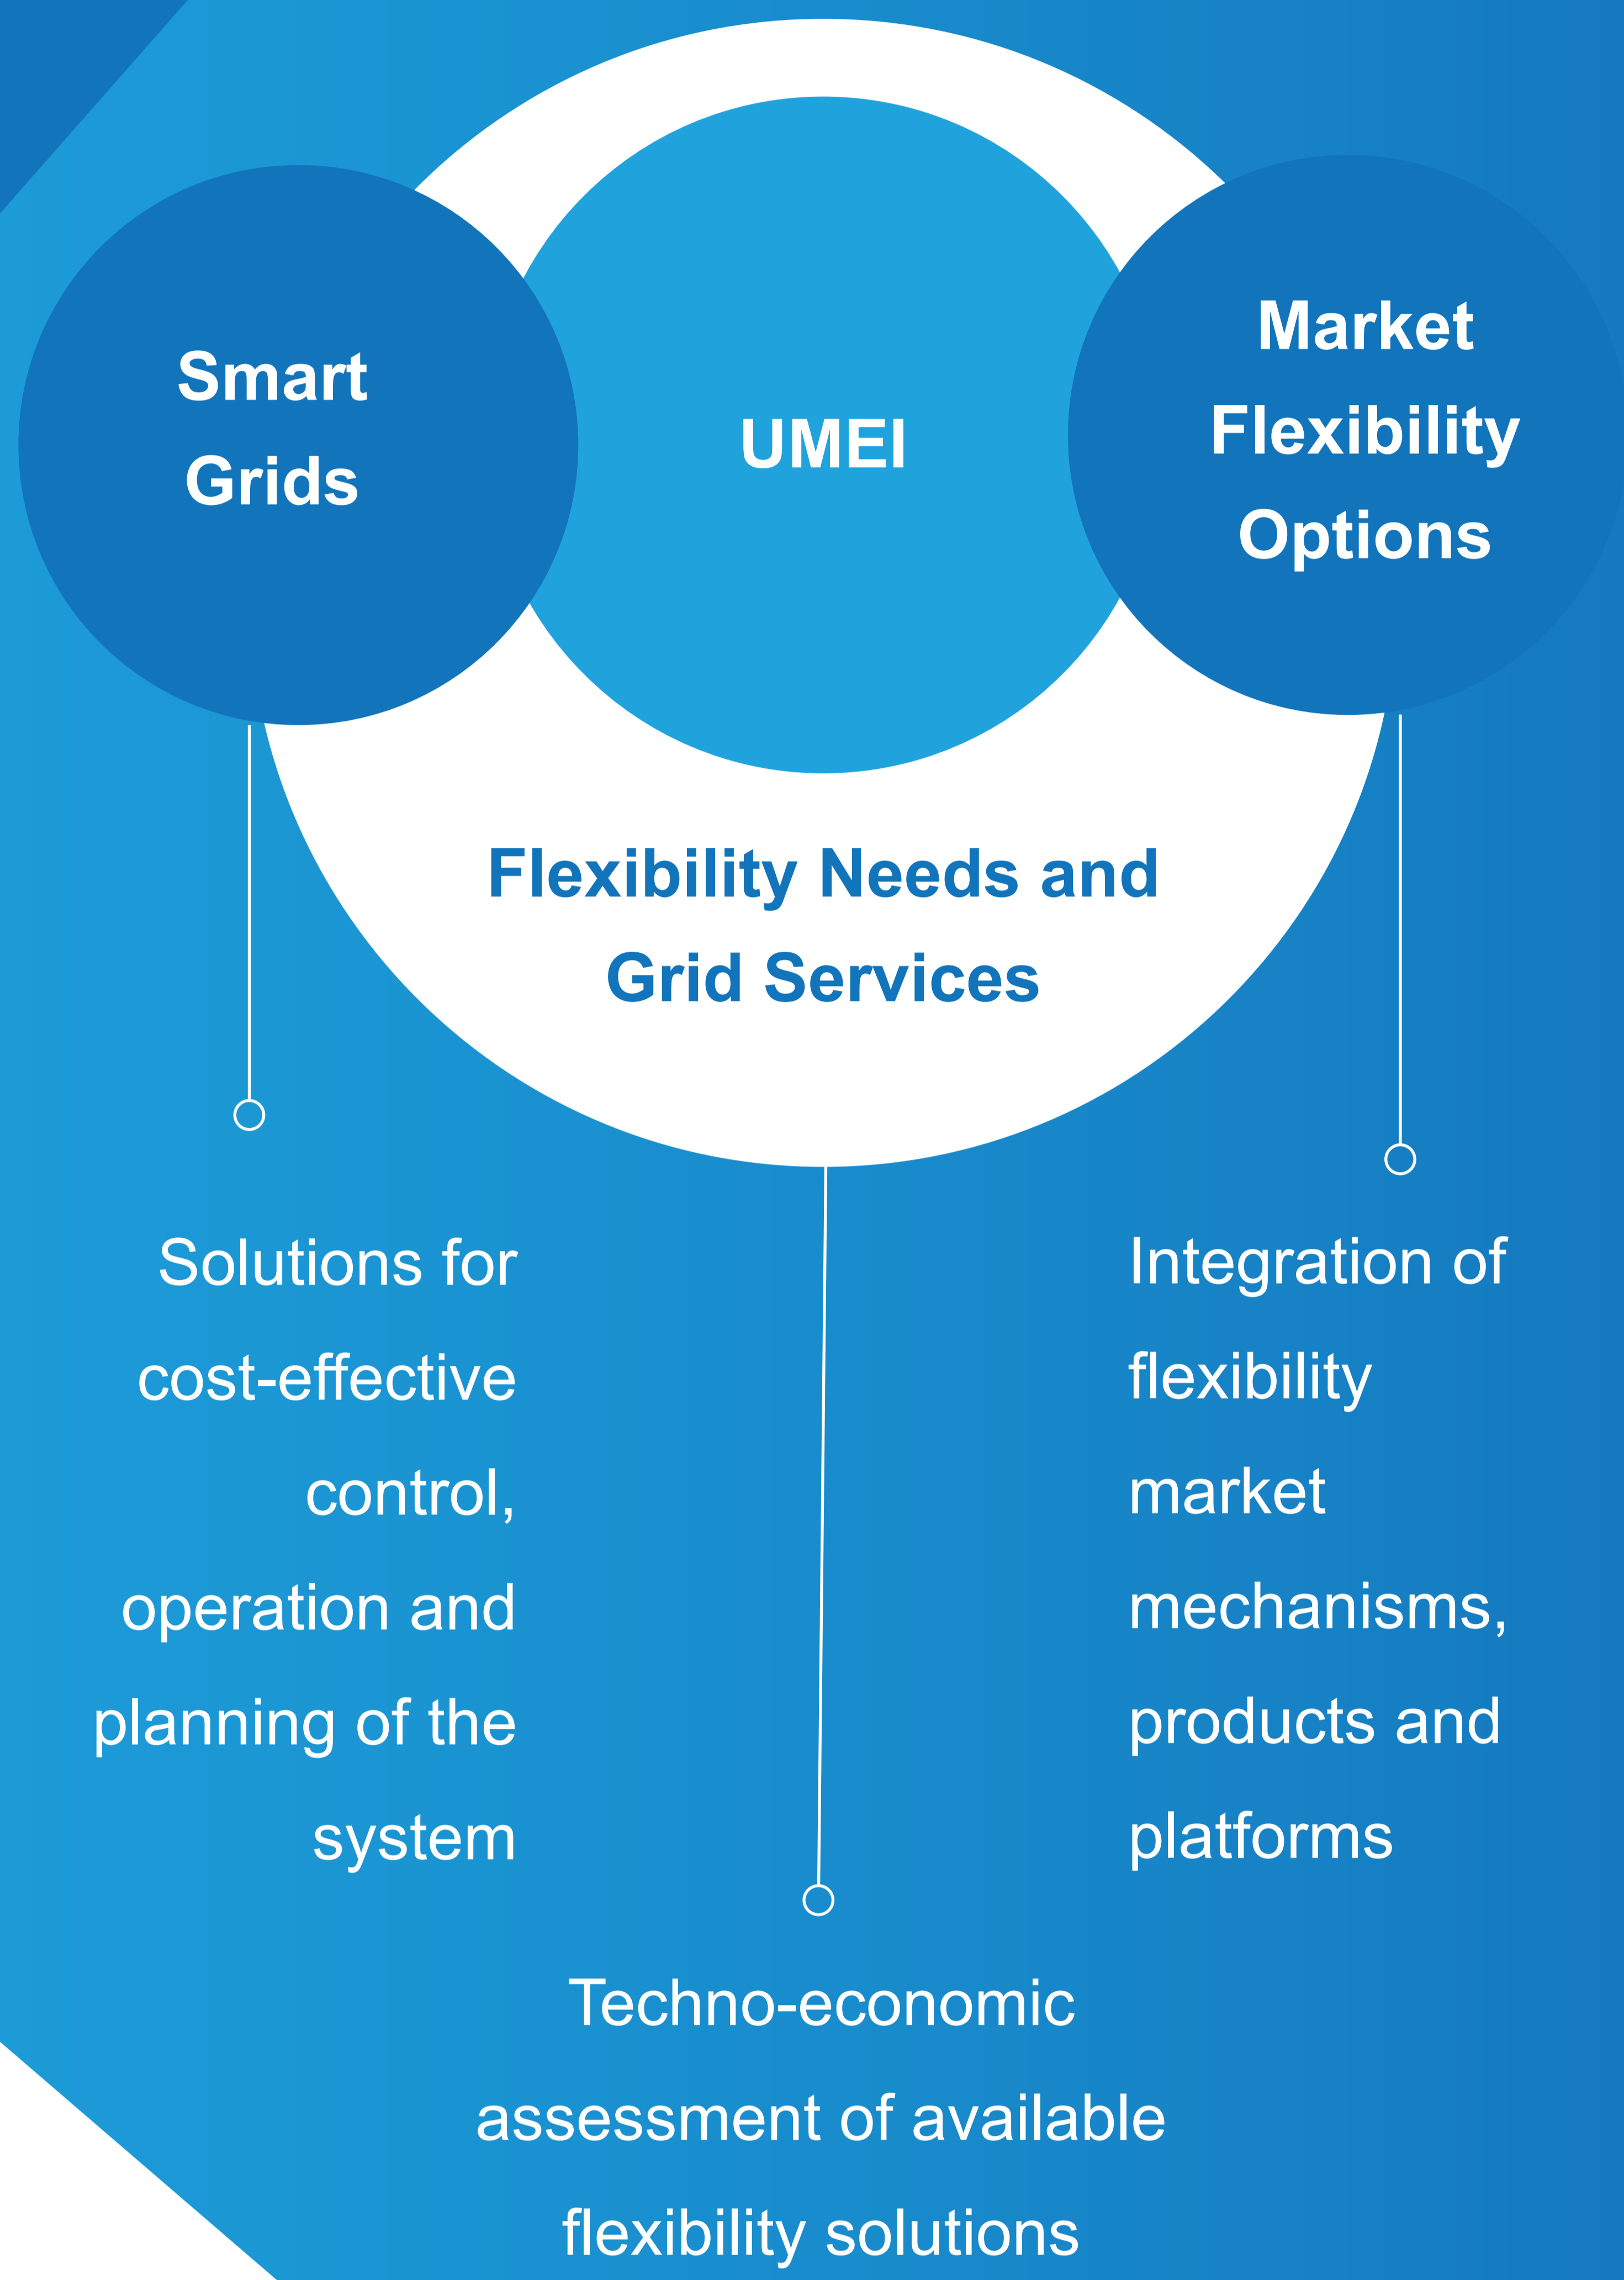 Smart
Grids
UMEI
Market
Flexibility
Options
Flexibility Needs and
Grid Services
Solutions for
cost-effective
control,
operation and
planning of the
system
Integration of
flexibility
market
mechanisms,
products and
platforms
Techno-economic
assessment of available
flexibility solutions